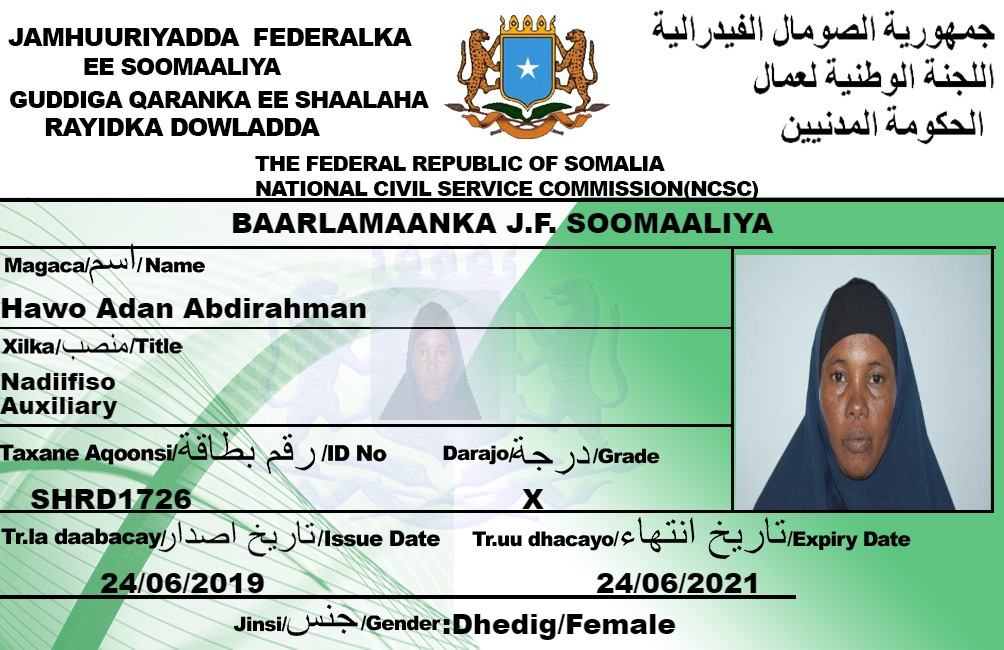 JAMHUURIYADDA FEDERALKA
EE SOOMAALIYA
GUDDIGA QARANKA EE SHAALAHA
RAYIDKA DOWLADDA
جمهورية الصومال الفيدرالية
اللجنة الوطنية لعمال
الحكومة المدنيين
THE FEDERAL REPUBLIC OF SOMALIA
NATIONAL CIVIL SERVICE COMMISSION(NCSC)
BAARLAMAANKA J.F. SOOMAALIYA
Magaca/اسم/Name
Hawo Adan Abdirahman
Xilka/منصب/Title
Nadiifiso
Auxiliary
Taxane Aqoonsi/رقم بطاقة/ID No
Darajo/درجة/Grade
SHRD1726
X
Tr.la daabacay/تاريخ اصدار/Issue Date
Tr.uu dhacayo/تاريخ انتهاء/Expiry Date
24/06/2019
24/06/2021
Jinsi/جنس/Gender:Dhedig/Female